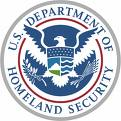 U.S. DEPARTMENT OF
HOMELAND SECURITY